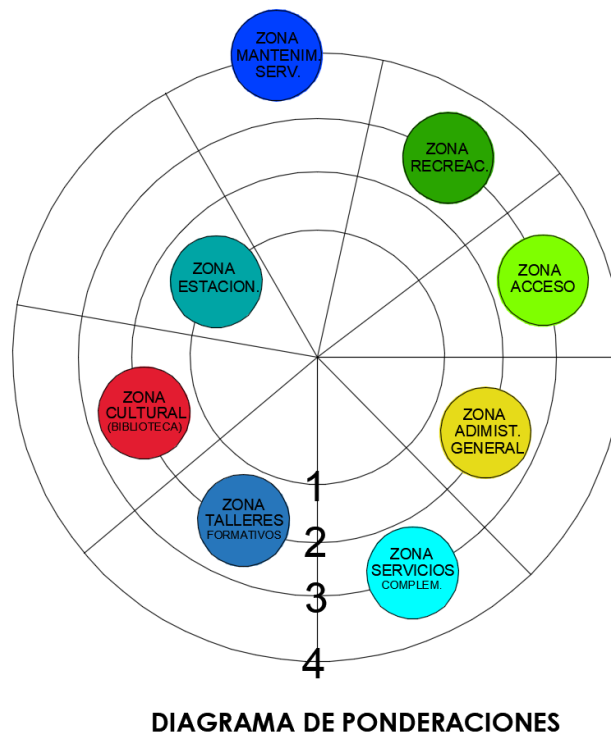 ZONA
MANTENIM.
SERV.
ZONA
RECREAC.
ZONA
ESTACION.
ZONA
ACCESO
ZONA
CULTURAL
(BIBLIOTECA)
ZONA
ADIMIST.
GENERAL
ZONA
TALLERES
FORMATIVOS
ZONA
SERVICIOS
COMPLEM.
1
2
3
4
DIAGRAMA DE PONDERACIONES